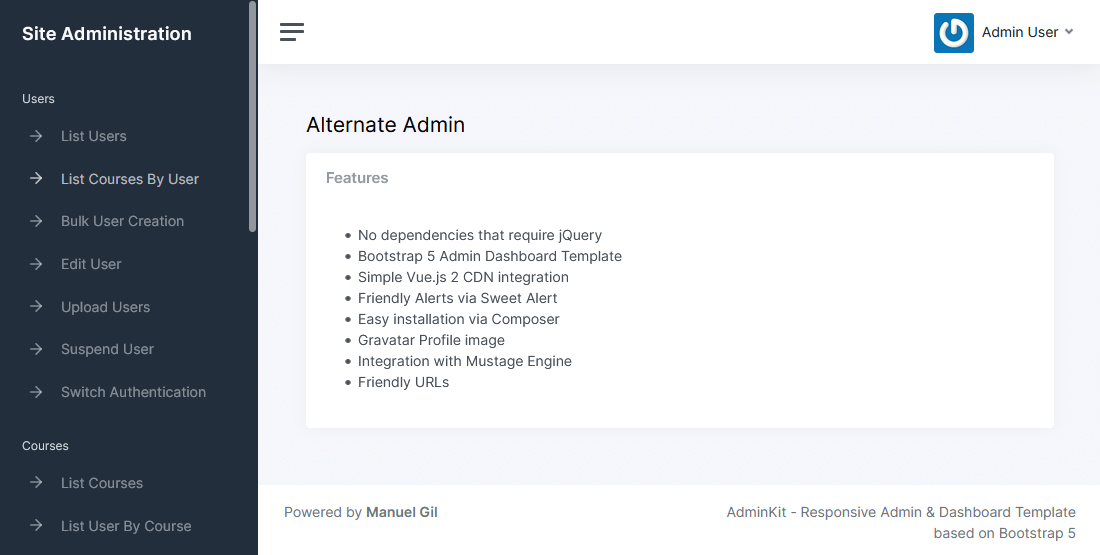 Site Administration
Admin User
Users
List Users
List Courses By User
Bulk User Creation
Edit User
Upload Users
Suspend User
Switch Authentication
Courses
List Courses
List User By Course
Alternate Admin
Features
No dependencies that require jQuery
Bootstrap 5 Admin Dashboard Template
Simple Vue.js 2 CDN integration
Friendly Alerts via Sweet Alert
Easy installation via Composer
Gravatar Profile image
Integration with Mustage Engine
Friendly URLs
Powered by Manuel Gil
AdminKit - Responsive Admin & Dashboard Template
based on Bootstrap 5